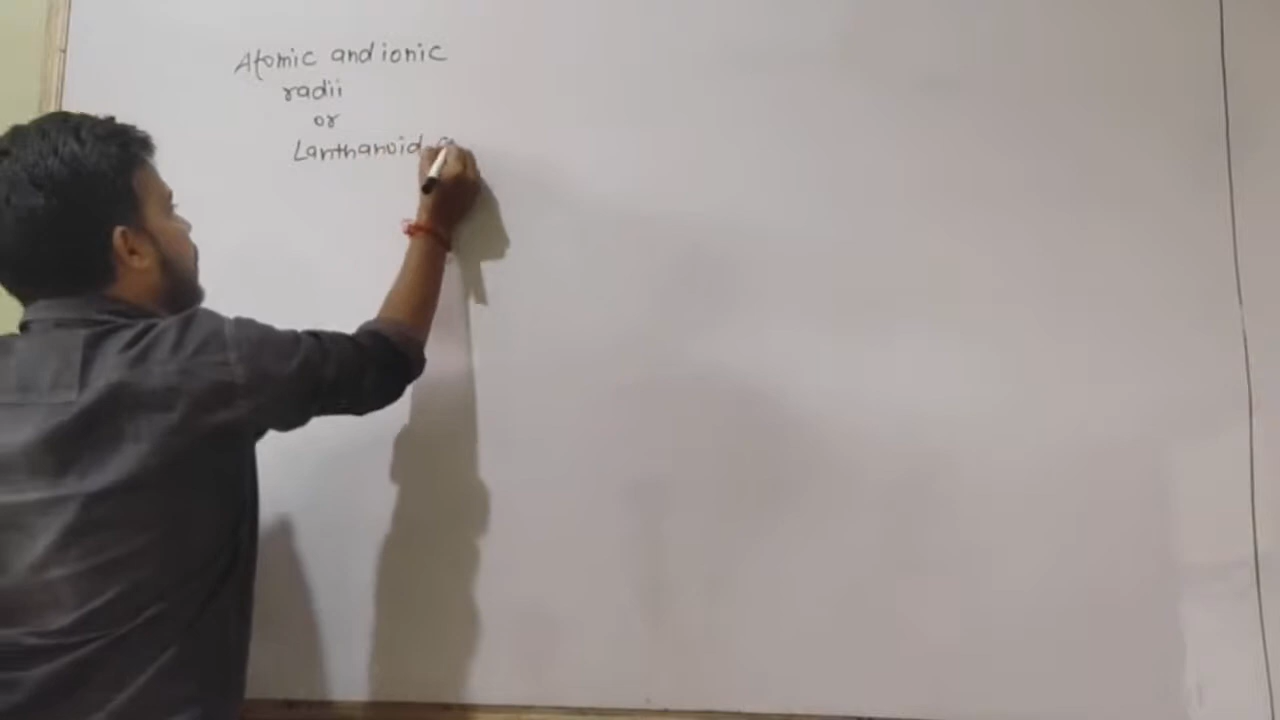 Atomic and ionic
radii
or
Lanthanoid